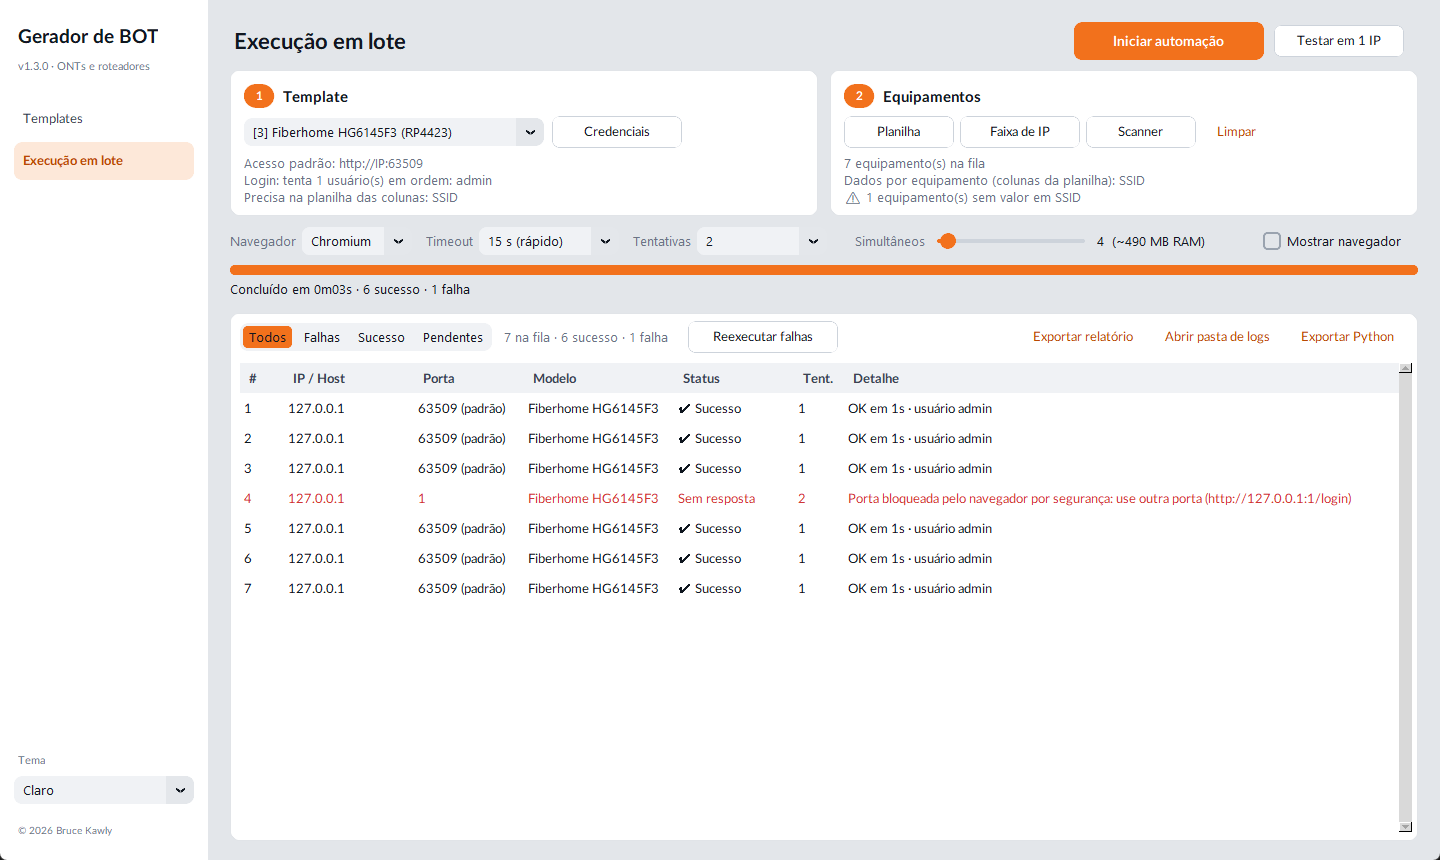 Gerador de BOT
v1.3.0 · ONTs e roteadores
Templates
Execução em lote
Tema
Claro
© 2026 Bruce Kawly
Execução em lote
Iniciar automação
Testar em 1 IP
1 Template
[3] Fiberhome HG6145F3 (RP4423)
Credenciais
Acesso padrão: http://IP:63509
Login: tenta 1 usuário(s) em ordem: admin
Precisa na planilha das colunas: SSID
2 Equipamentos
Planilha Faixa de IP Scanner Limpar
7 equipamento(s) na fila
Dados por equipamento (colunas da planilha): SSID
⚠ 1 equipamento(s) sem valor em SSID
Navegador Chromium Timeout 15 s (rápido) Tentativas 2 Simultâneos 4 (~490 MB RAM) Mostrar navegador
Concluído em 0m03s · 6 sucesso · 1 falha
Todos Falhas Sucesso Pendentes 7 na fila · 6 sucesso · 1 falha Reexecutar falhas Exportar relatório Abrir pasta de logs Exportar Python
# IP / Host Porta Modelo Status Tent. Detalhe
1 127.0.0.1 63509 (padrão) Fiberhome HG6145F3 ✔ Sucesso 1 OK em 1s · usuário admin
2 127.0.0.1 63509 (padrão) Fiberhome HG6145F3 ✔ Sucesso 1 OK em 1s · usuário admin
3 127.0.0.1 63509 (padrão) Fiberhome HG6145F3 ✔ Sucesso 1 OK em 1s · usuário admin
4 127.0.0.1 1 Fiberhome HG6145F3 Sem resposta 2 Porta bloqueada pelo navegador por segurança: use outra porta (http://127.0.0.1:1/login)
5 127.0.0.1 63509 (padrão) Fiberhome HG6145F3 ✔ Sucesso 1 OK em 1s · usuário admin
6 127.0.0.1 63509 (padrão) Fiberhome HG6145F3 ✔ Sucesso 1 OK em 1s · usuário admin
7 127.0.0.1 63509 (padrão) Fiberhome HG6145F3 ✔ Sucesso 1 OK em 1s · usuário admin